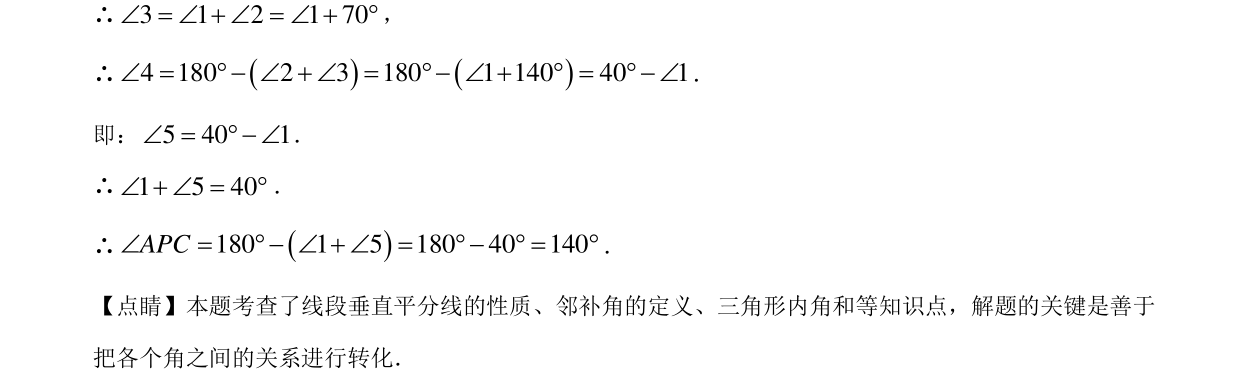 ∴∠3=∠1+∠2=∠1+70°，
∴∠4=180°−(∠2+∠3)=180°−(∠1+140°)=40°−∠1．
即：∠5=40°−∠1．
∴∠1+∠5=40°．
∴∠APC=180°−(∠1+∠5)=180°−40°=140°．
【点睛】本题考查了线段垂直平分线的性质、邻补角的定义、三角形内角和等知识点，解题的关键是善于
把各个角之间的关系进行转化．